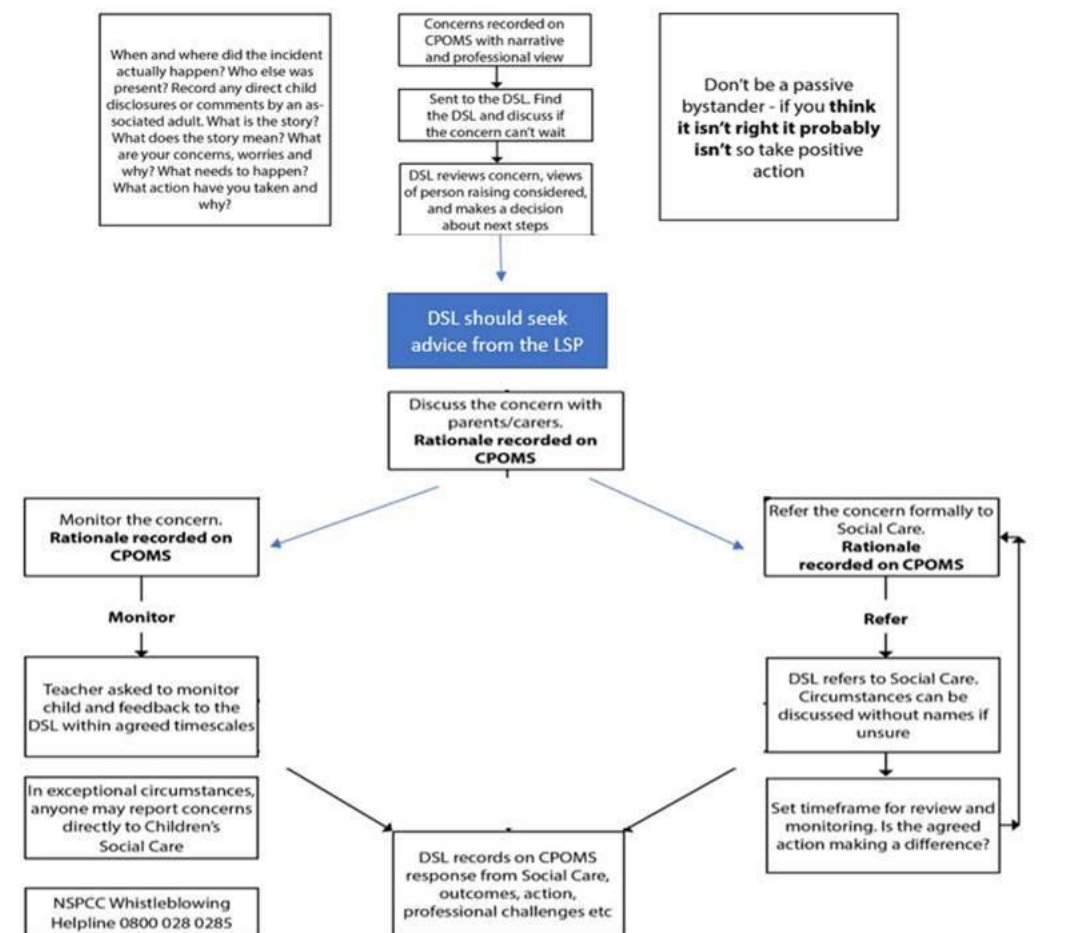 When and where did the incident
actually happen? Who else was
present? Record any direct child
disclosures or comments by an as-
sociated adult. What is the story?
What does the story mean? What
are your concerns, worries and
why? What needs to happen?
What action have you taken and
why?
Concerns recorded on
CPOMS with narrative
and professional view
Sent to the DSL. Find
the DSL and discuss if
the concern can't wait
DSL reviews concern, views
of person raising considered,
and makes a decision
about next steps
Don't be a passive
bystander - if you think
it isn't right it probably
isn't so take positive
action
DSL should seek
advice from the LSP
Discuss the concern with
parents/carers.
Rationale recorded on
CPOMS
Monitor the concern.
Rationale recorded on
CPOMS
Monitor
Teacher asked to monitor
child and feedback to the
DSL within agreed timescales
In exceptional circumstances,
anyone may report concerns
directly to Children's
Social Care
NSPCC Whistleblowing
Helpline 0800 028 0285
Refer the concern formally to
Social Care.
Rationale
recorded on CPOMS
Refer
DSL refers to Social Care.
Circumstances can be
discussed without names if
unsure
Set timeframe for review and
monitoring. Is the agreed
action making a difference?
DSL records on CPOMS
response from Social Care,
outcomes, action,
professional challenges etc